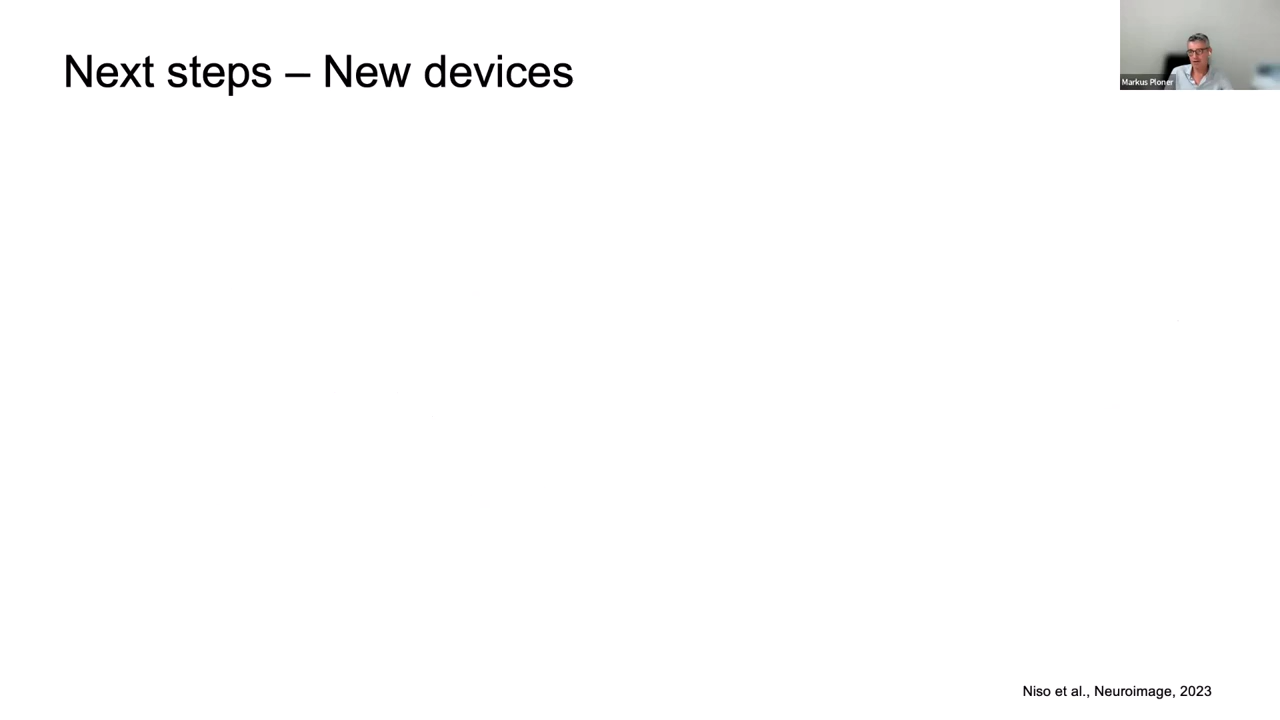 Next steps – New devices
Markus Ploner
Niso et al., Neuroimage, 2023